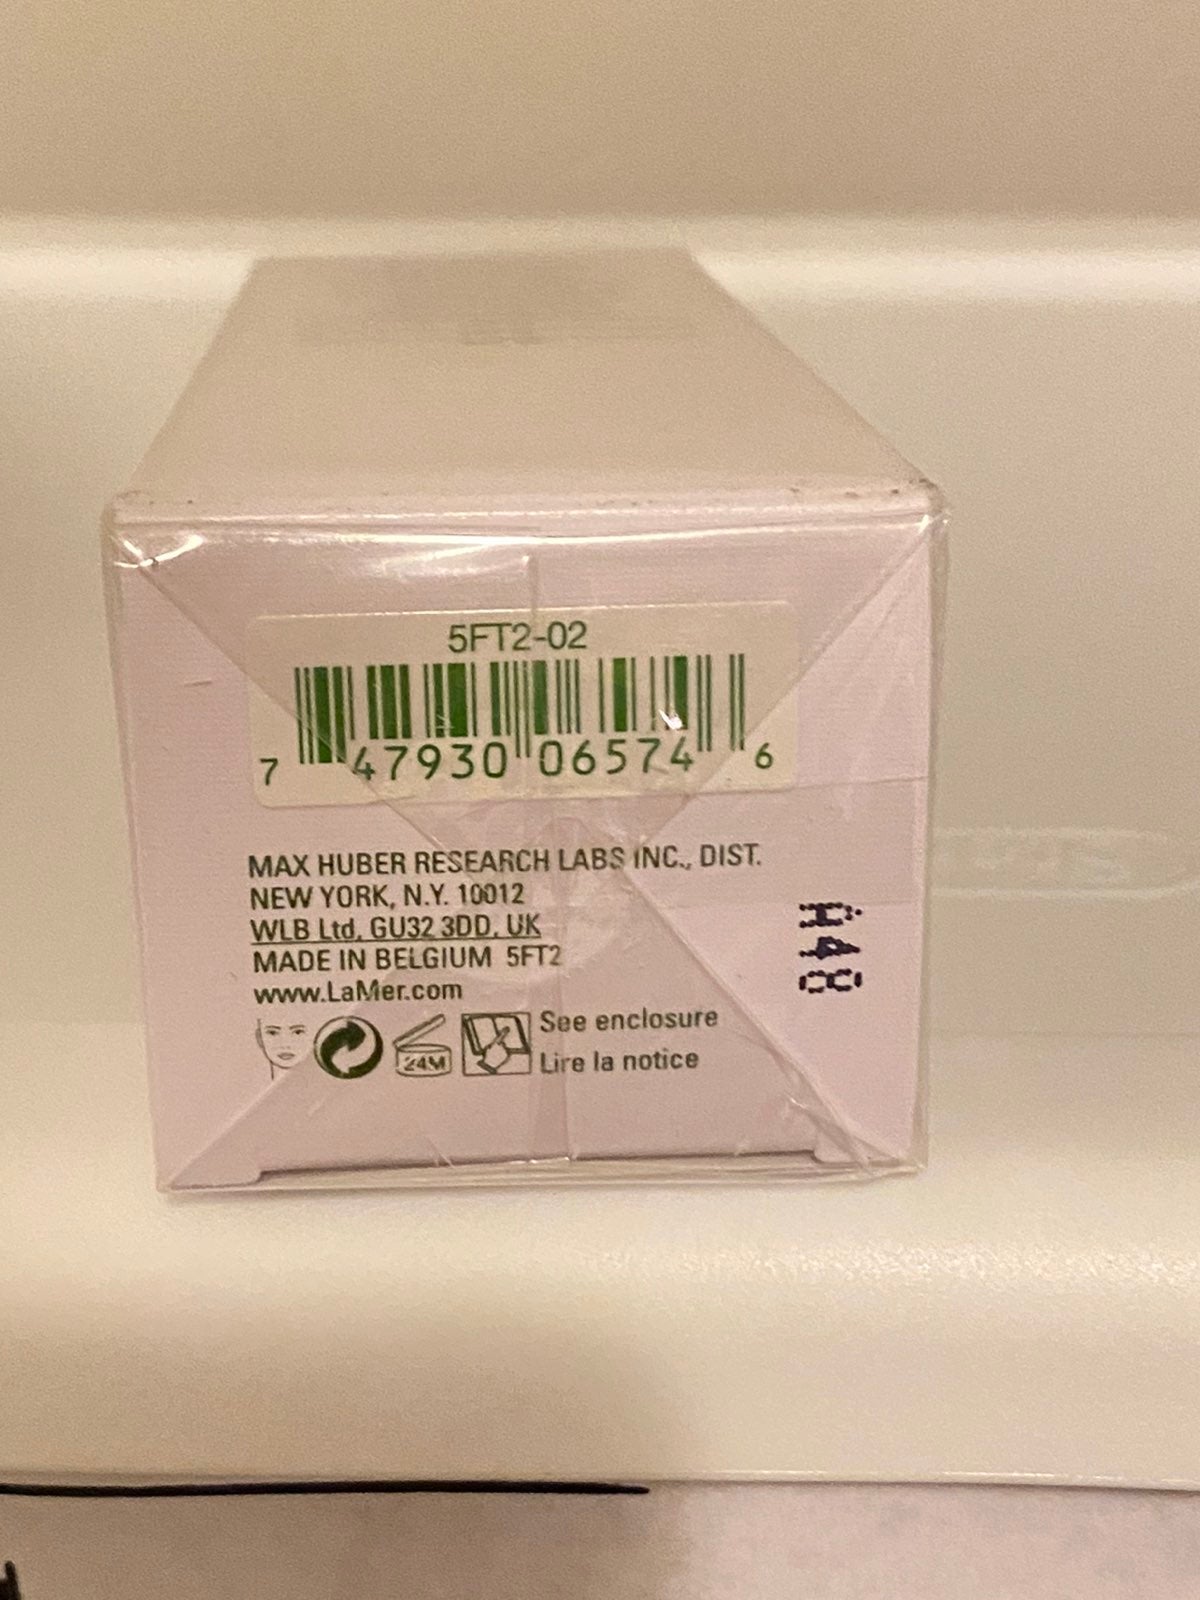 5FT2-02
7 47930 06574 6
MAX HUBER RESEARCH LABS INC., DIST.
NEW YORK, N.Y. 10012
WLB Ltd, GU32 3DD, UK
MADE IN BELGIUM 5FT2
www.LaMer.com
24M
See enclosure
Lire la notice